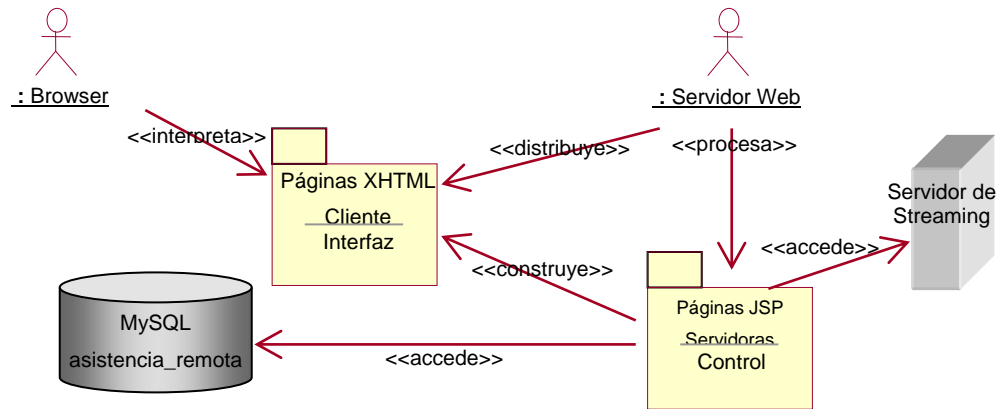 : Browser
: Servidor Web
<<interpreta>>
<<distribuye>>
<<procesa>>
Páginas XHTML
Cliente
Interfaz
Servidor de
Streaming
<<accede>>
<<construye>>
Páginas JSP
Servidoras
Control
MySQL
asistencia_remota
<<accede>>